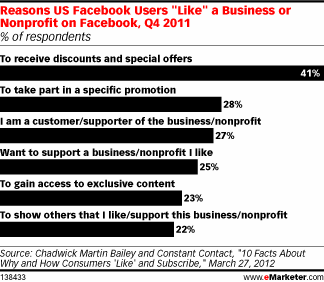 Reasons US Facebook Users "Like" a Business or
Nonprofit on Facebook, Q4 2011
% of respondents
To receive discounts and special offers
41%
To take part in a specific promotion
28%
I am a customer/supporter of the business/nonprofit
27%
Want to support a business/nonprofit I like
25%
To gain access to exclusive content
23%
To show others that I like/support this business/nonprofit
22%
Source: Chadwick Martin Bailey and Constant Contact, "10 Facts About
Why and How Consumers 'Like' and Subscribe," March 27, 2012
138433
www.eMarketer.com